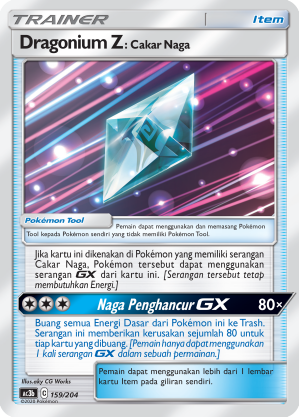 TRAINER Item
Dragonium Z: Cakar Naga
Pokémon Tool
Pemain dapat menggunakan dan memasang Pokémon
Tool kepada Pokémon sendiri yang tidak memiliki Pokémon Tool.
Jika kartu ini dikenakan di Pokémon yang memiliki serangan
Cakar Naga, Pokémon tersebut dapat menggunakan
serangan GX dari kartu ini. [Serangan tersebut tetap
membutuhkan Energi.]
Naga Penghancur GX 80×
Buang semua Energi Dasar dari Pokémon ini ke Trash.
Serangan ini memberikan kerusakan sejumlah 80 untuk
tiap kartu yang dibuang. [Pemain hanya dapat menggunakan
1 kali serangan GX dalam sebuah permainan.]
Illus.aky CG Works
AC3b C 159/204
©2020 Pokémon
Pemain dapat menggunakan lebih dari 1 lembar
kartu Item pada giliran sendiri.